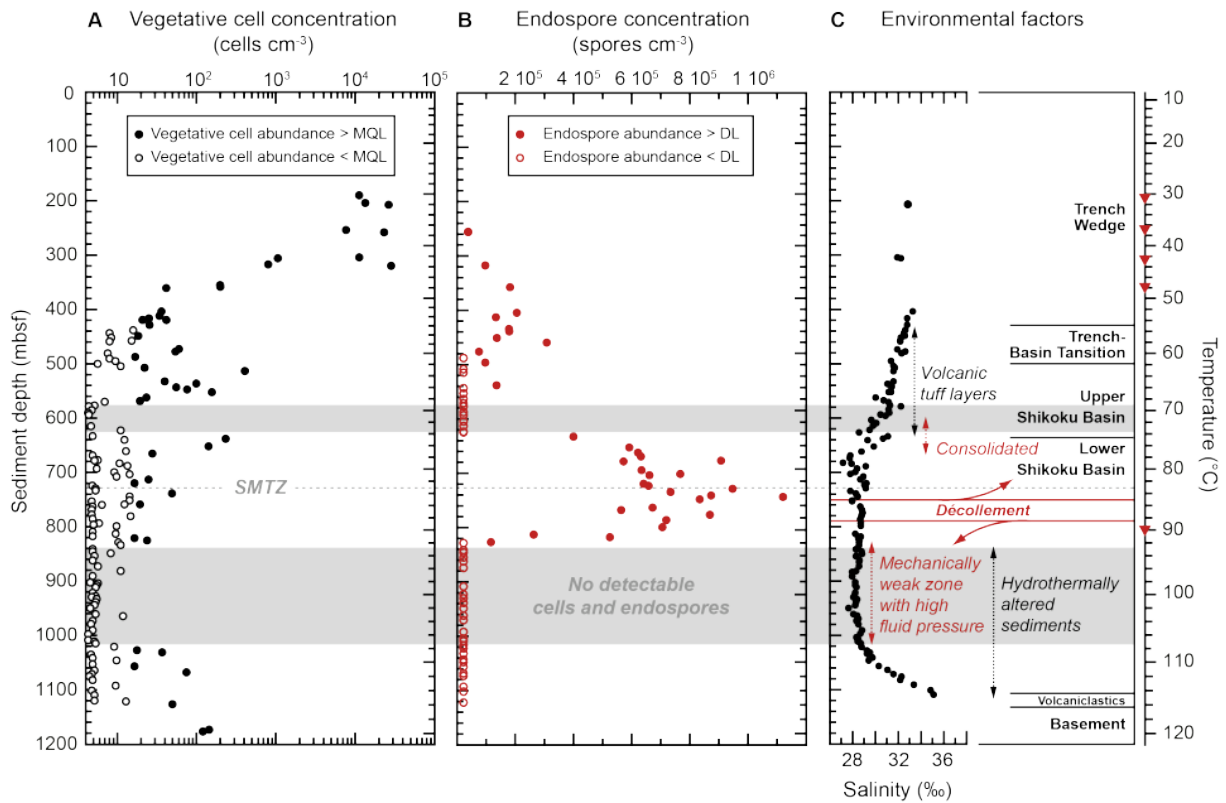 A Vegetative cell concentration
(cells cm⁻³)
10 10² 10³ 10⁴ 10⁵
Sediment depth (mbsf)
0
100
200
300
400
500
600
700
800
900
1000
1100
1200
Vegetative cell abundance > MQL
Vegetative cell abundance < MQL
SMTZ
B Endospore concentration
(spores cm⁻³)
2 10⁵ 4 10⁵ 6 10⁵ 8 10⁵ 1 10⁶
Endospore abundance > DL
Endospore abundance < DL
No detectable
cells and endospores
C Environmental factors
Trench
Wedge
Trench-
Basin Tansition
Volcanic
tuff layers
Upper
Shikoku Basin
Consolidated
Lower
Shikoku Basin
Décollement
Mechanically
weak zone
with high
fluid pressure
Hydrothermally
altered
sediments
Volcaniclastics
Basement
28 32 36
Salinity (‰)
10
20
30
40
50
60
70
80
90
100
110
120
Temperature (°C)